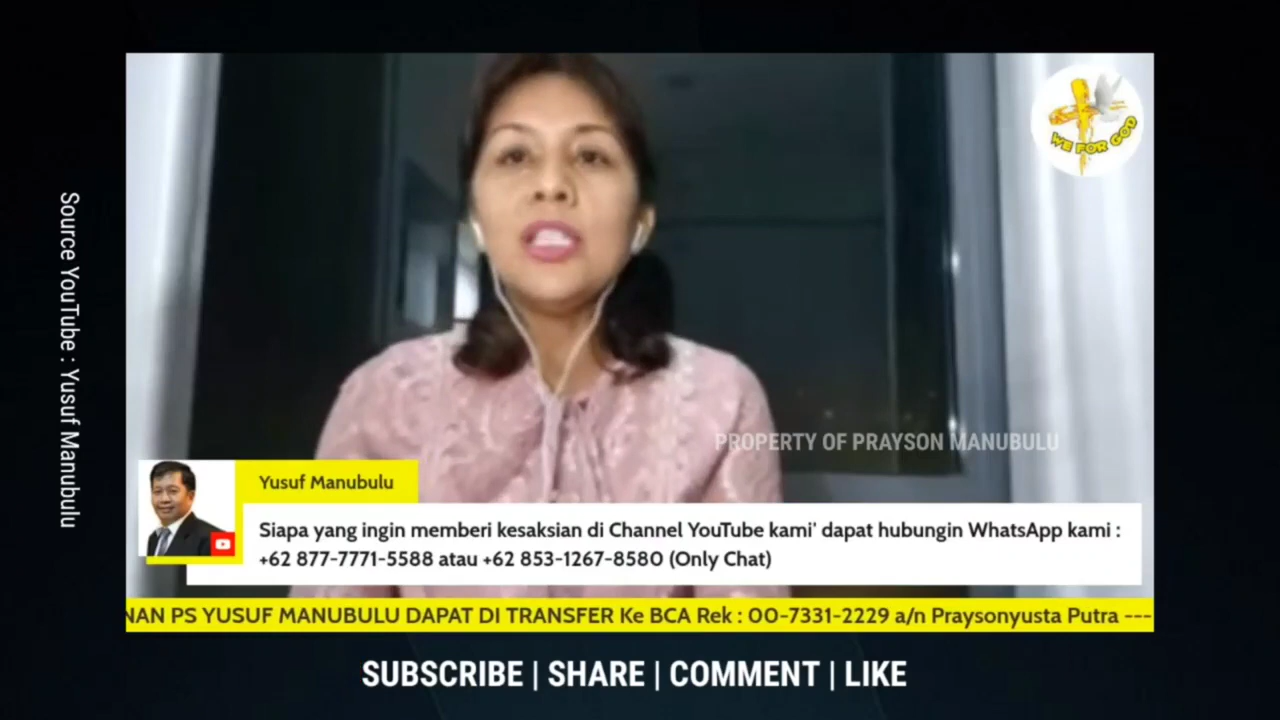 WE FOR GOD
Source YouTube : Yusuf Manubulu
PROPERTY OF PRAYSON MANUBULU
Yusuf Manubulu
Siapa yang ingin memberi kesaksian di Channel YouTube kami' dapat hubungin WhatsApp kami :
+62 877-7771-5588 atau +62 853-1267-8580 (Only Chat)
NAN PS YUSUF MANUBULU DAPAT DI TRANSFER Ke BCA Rek : 00-7331-2229 a/n Praysonyusta Putra ---
SUBSCRIBE | SHARE | COMMENT | LIKE